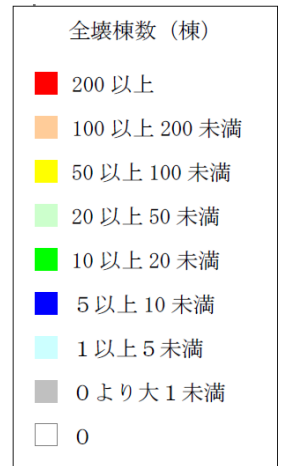 全壊棟数（棟）
200 以上
100 以上 200 未満
50 以上 100 未満
20 以上 50 未満
10 以上 20 未満
５以上 10 未満
１以上５未満
０より大１未満
０